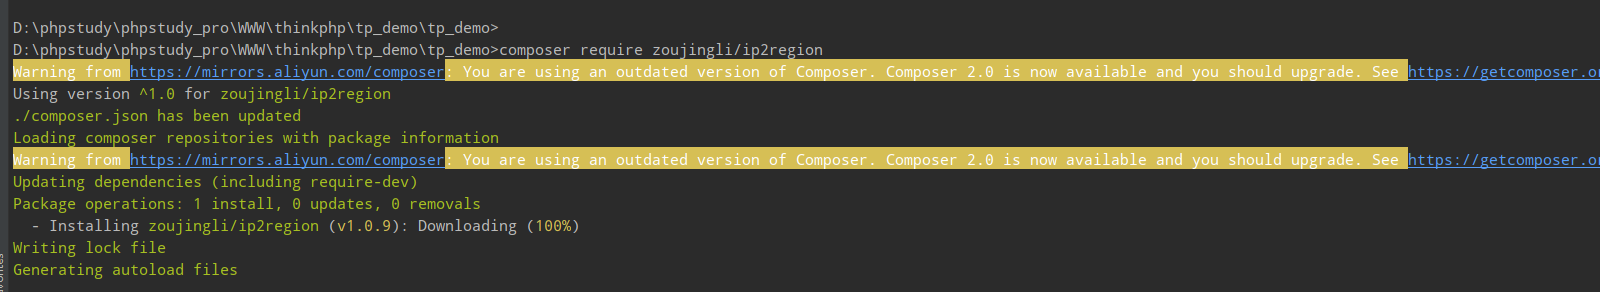 D:\phpstudy\phpstudy_pro\WWW\thinkphp\tp_demo\tp_demo>
D:\phpstudy\phpstudy_pro\WWW\thinkphp\tp_demo\tp_demo>composer require zoujingli/ip2region
Warning from https://mirrors.aliyun.com/composer: You are using an outdated version of Composer. Composer 2.0 is now available and you should upgrade. See https://getcomposer.or
Using version ^1.0 for zoujingli/ip2region
./composer.json has been updated
Loading composer repositories with package information
Warning from https://mirrors.aliyun.com/composer: You are using an outdated version of Composer. Composer 2.0 is now available and you should upgrade. See https://getcomposer.or
Updating dependencies (including require-dev)
Package operations: 1 install, 0 updates, 0 removals
- Installing zoujingli/ip2region (v1.0.9): Downloading (100%)
Writing lock file
Generating autoload files